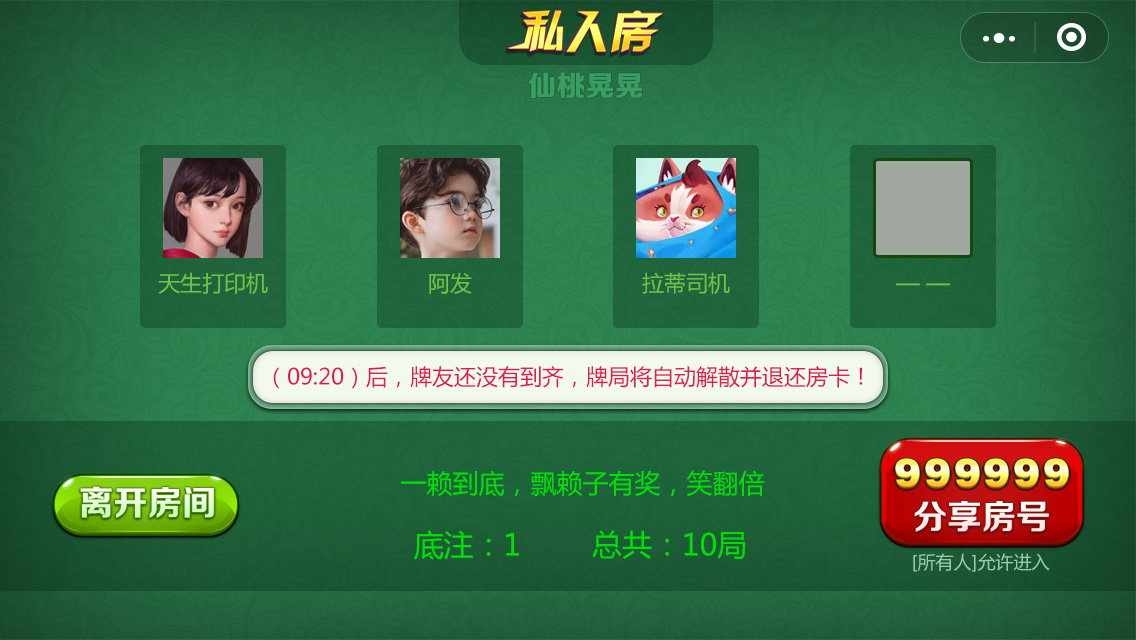 私人房
仙桃晃晃
天生打印机
阿发
拉蒂司机
— —
（09:20）后，牌友还没有到齐，牌局将自动解散并退还房卡！
离开房间
一赖到底，飘赖子有奖，笑翻倍
底注：1 总共：10局
999999
分享房号
[所有人]允许进入